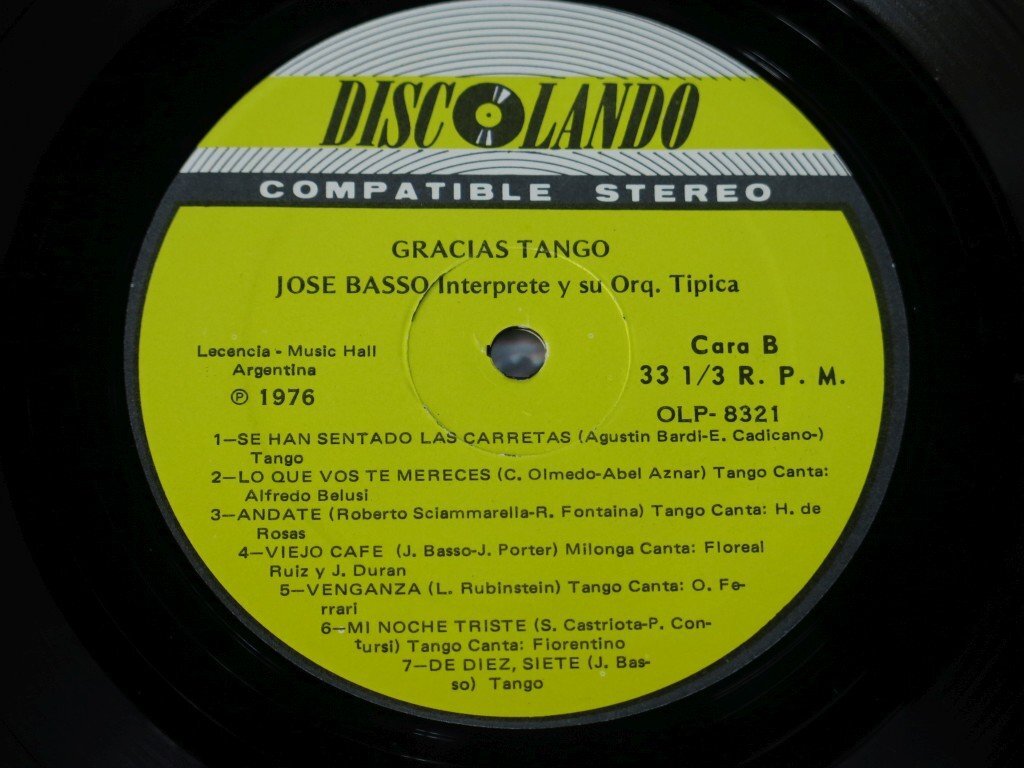 DISCOLANDO
COMPATIBLE STEREO
GRACIAS TANGO
JOSE BASSO Interprete y su Orq. Tipica
Lecencia - Music Hall
Argentina
℗ 1976
Cara B
33 1/3 R. P. M.
OLP- 8321
1—SE HAN SENTADO LAS CARRETAS (Agustin Bardi-E. Cadicano-)
Tango
2—LO QUE VOS TE MERECES (C. Olmedo-Abel Aznar) Tango Canta:
Alfredo Belusi
3—ANDATE (Roberto Sciammarella-R. Fontaina) Tango Canta: H. de
Rosas
4—VIEJO CAFE (J. Basso-J. Porter) Milonga Canta: Floreal
Ruiz y J. Duran
5—VENGANZA (L. Rubinstein) Tango Canta: O. Fe-
rrari
6—MI NOCHE TRISTE (S. Castriota-P. Con-
tursi) Tango Canta: Fiorentino
7—DE DIEZ, SIETE (J. Bas-
so) Tango